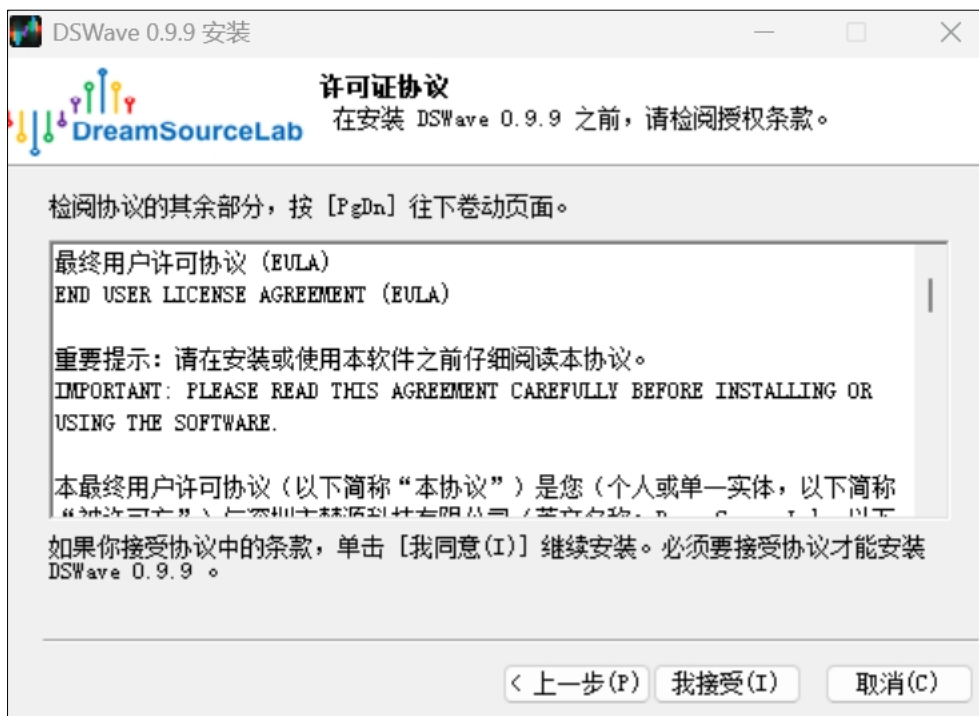 DSWave 0.9.9 安装
DreamSourceLab
许可证协议
在安装 DSWave 0.9.9 之前，请检阅授权条款。
检阅协议的其余部分，按 [PgDn] 往下卷动页面。
最终用户许可协议 (EULA)
END USER LICENSE AGREEMENT (EULA)
重要提示：请在安装或使用本软件之前仔细阅读本协议。
IMPORTANT: PLEASE READ THIS AGREEMENT CAREFULLY BEFORE INSTALLING OR
USING THE SOFTWARE.
本最终用户许可协议（以下简称“本协议”）是您（个人或单一实体，以下简称
如果你接受协议中的条款，单击 [我同意(I)] 继续安装。必须要接受协议才能安装
DSWave 0.9.9 。
< 上一步(P)
我接受(I)
取消(C)